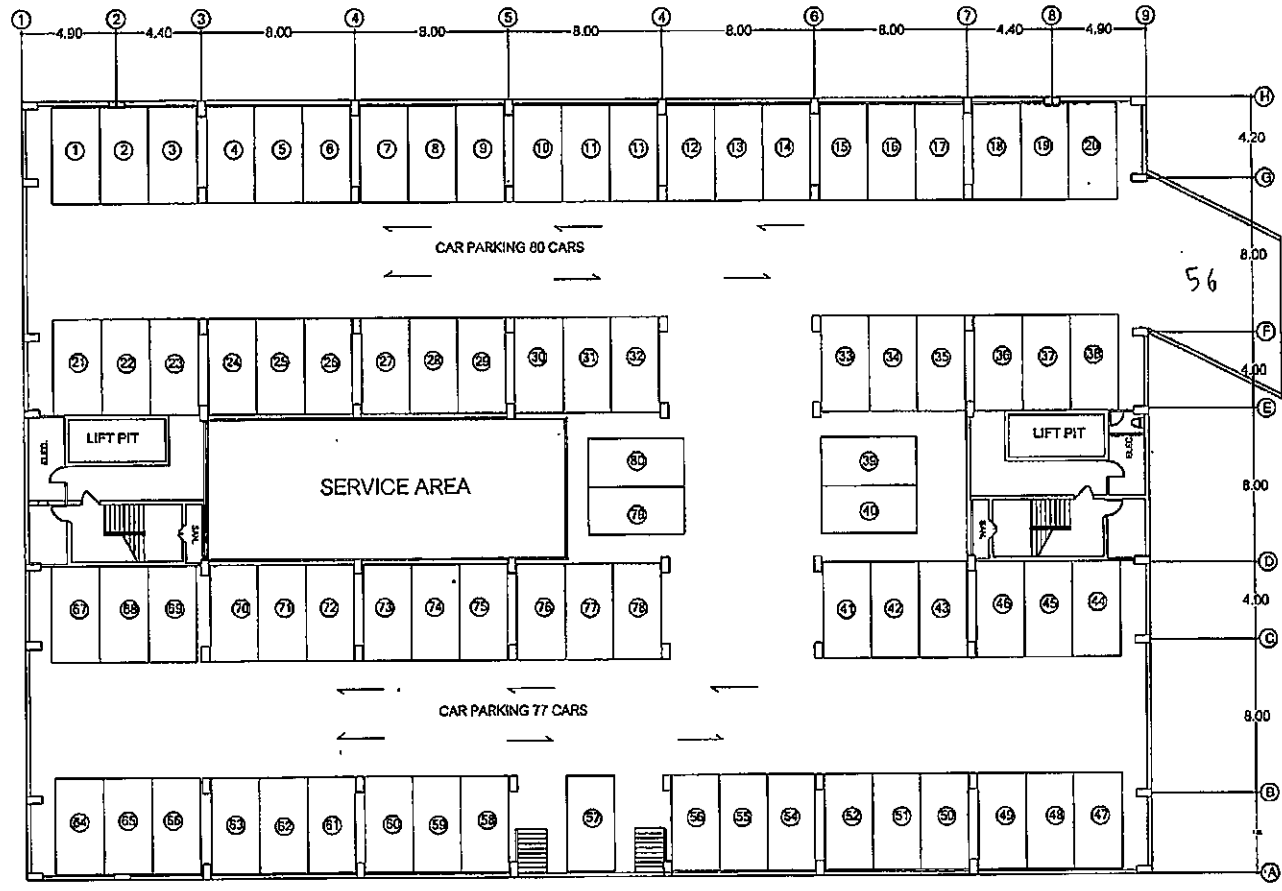 1 2 3 4 5 4 6 7 8 9
4.90 4.40 8.00 8.00 8.00 8.00 8.00 4.40 4.90
H
1 2 3 4 5 6 7 8 9 10 11 11 12 13 14 15 16 17 18 19 20
4.20
G
CAR PARKING 80 CARS
8.00
56
F
21 22 23 24 25 26 27 28 29 30 31 32 33 34 35 36 37 38
4.00
E
ELEC.
LIFT PIT
LIFT PIT
ELEC.
80 39
SERVICE AREA
8.00
79 40
SAN.
SAN.
D
67 68 69 70 71 72 73 74 75 76 77 78 41 42 43 46 45 44
4.00
C
CAR PARKING 77 CARS
8.00
B
64 65 66 63 62 61 60 59 58 57 56 55 54 52 51 50 49 48 47
A